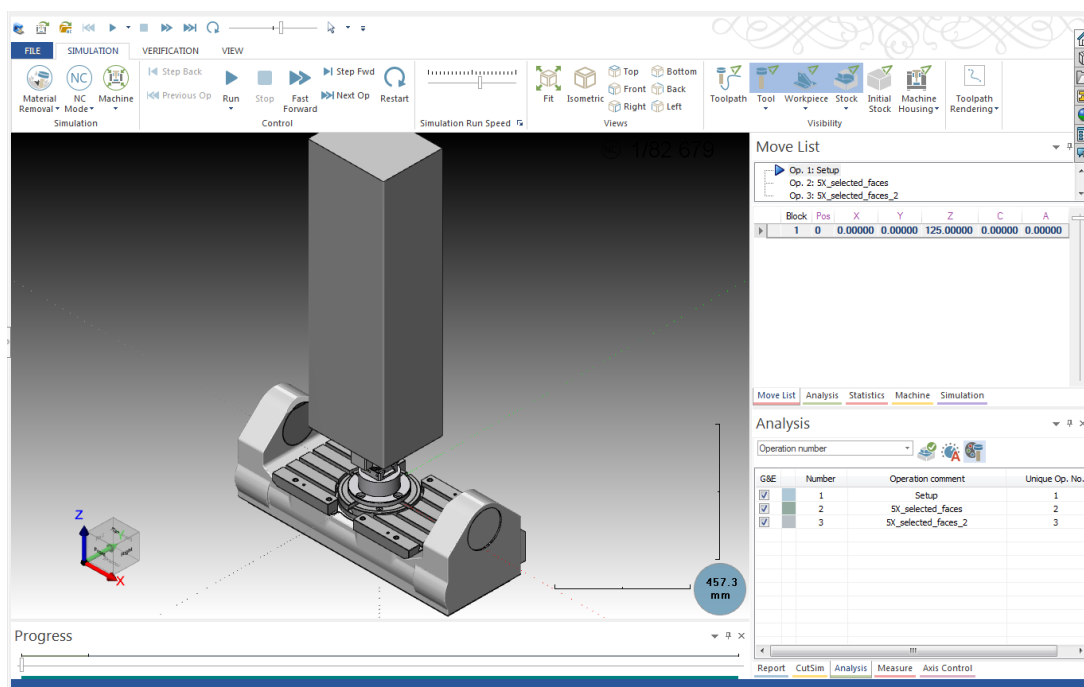 FILE SIMULATION VERIFICATION VIEW
Step Back
Previous Op
Step Fwd
Next Op
Material Removal
NC Mode
Machine
Run
Stop
Fast Forward
Restart
Fit
Isometric
Top
Bottom
Front
Back
Right
Left
Toolpath
Tool
Workpiece
Stock
Initial Stock
Machine Housing
Toolpath Rendering
Simulation
Control
Simulation Run Speed
Views
Visibility
1/82 679
Move List
Op. 1: Setup
Op. 2: 5X_selected_faces
Op. 3: 5X_selected_faces_2
Block Pos X Y Z C A
1 0 0.00000 0.00000 125.00000 0.00000 0.00000
Move List Analysis Statistics Machine Simulation
Analysis
Operation number
G&E Number Operation comment Unique Op. No.
1 Setup 1
2 5X_selected_faces 2
3 5X_selected_faces_2 3
Z
X
457.3
mm
Progress
Report CutSim Analysis Measure Axis Control